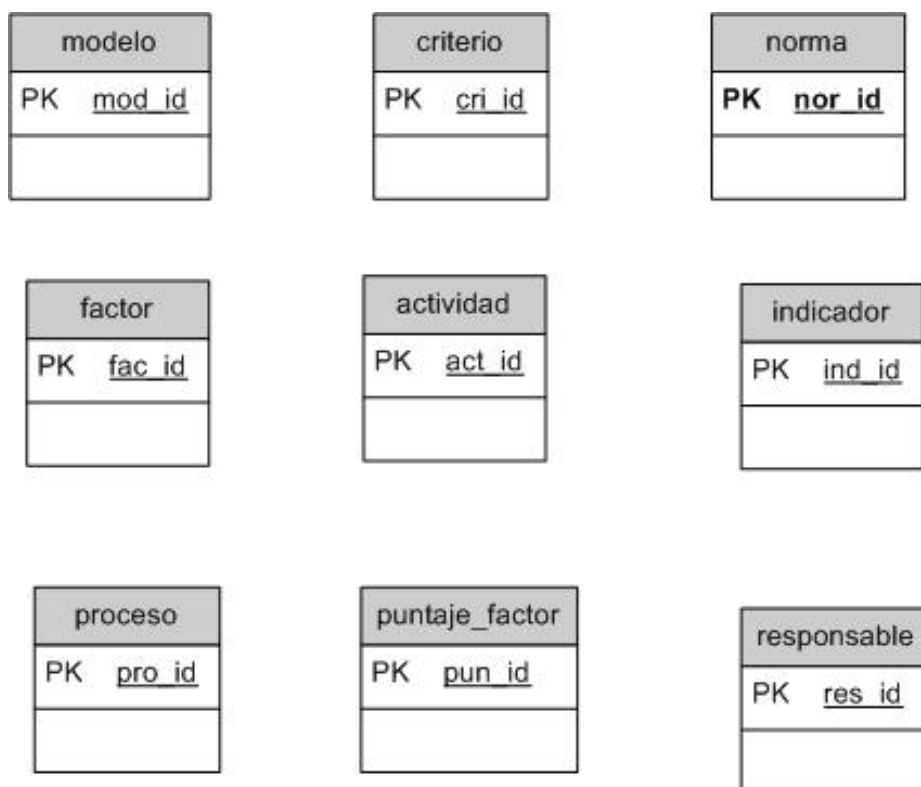 modelo
PK mod_id
criterio
PK cri_id
norma
PK nor_id
factor
PK fac_id
actividad
PK act_id
indicador
PK ind_id
proceso
PK pro_id
puntaje_factor
PK pun_id
responsable
PK res_id